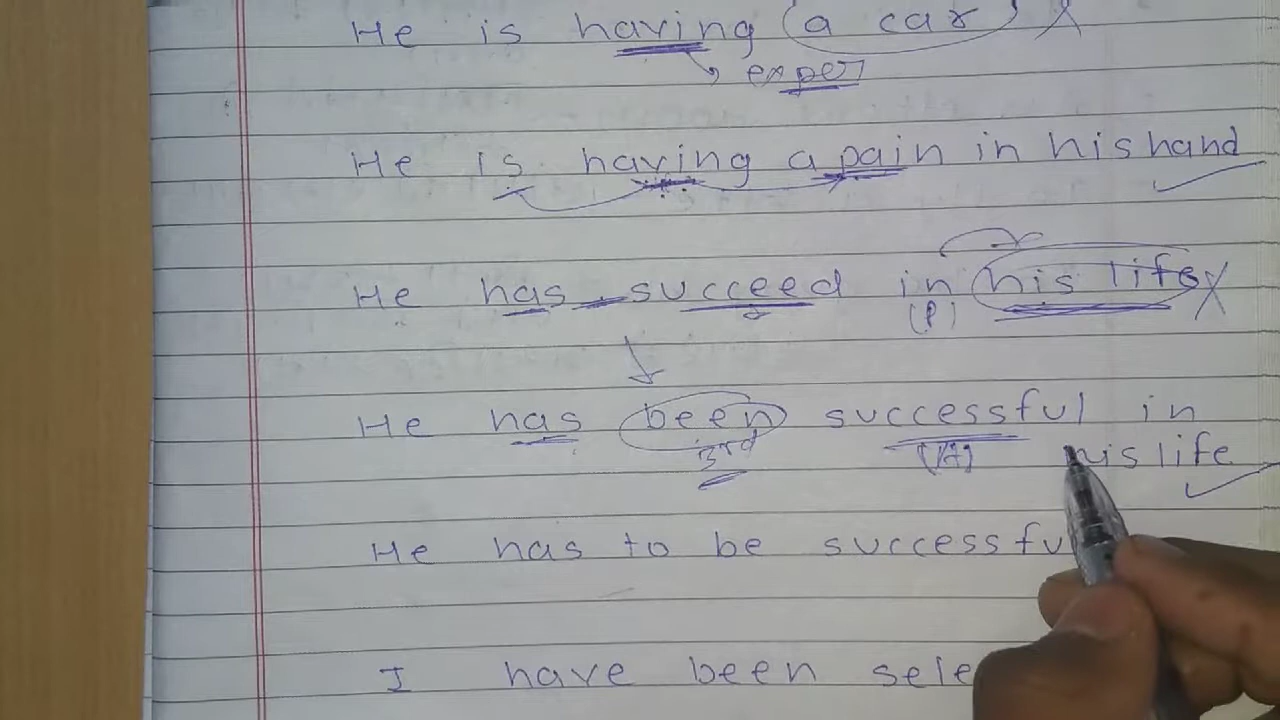 He is having (a car) X
exper
He is having a pain in his hand
He has succeed in his life X
(P)
He has been successful in
3rd (A) his life
He has to be successfu
I have been sele